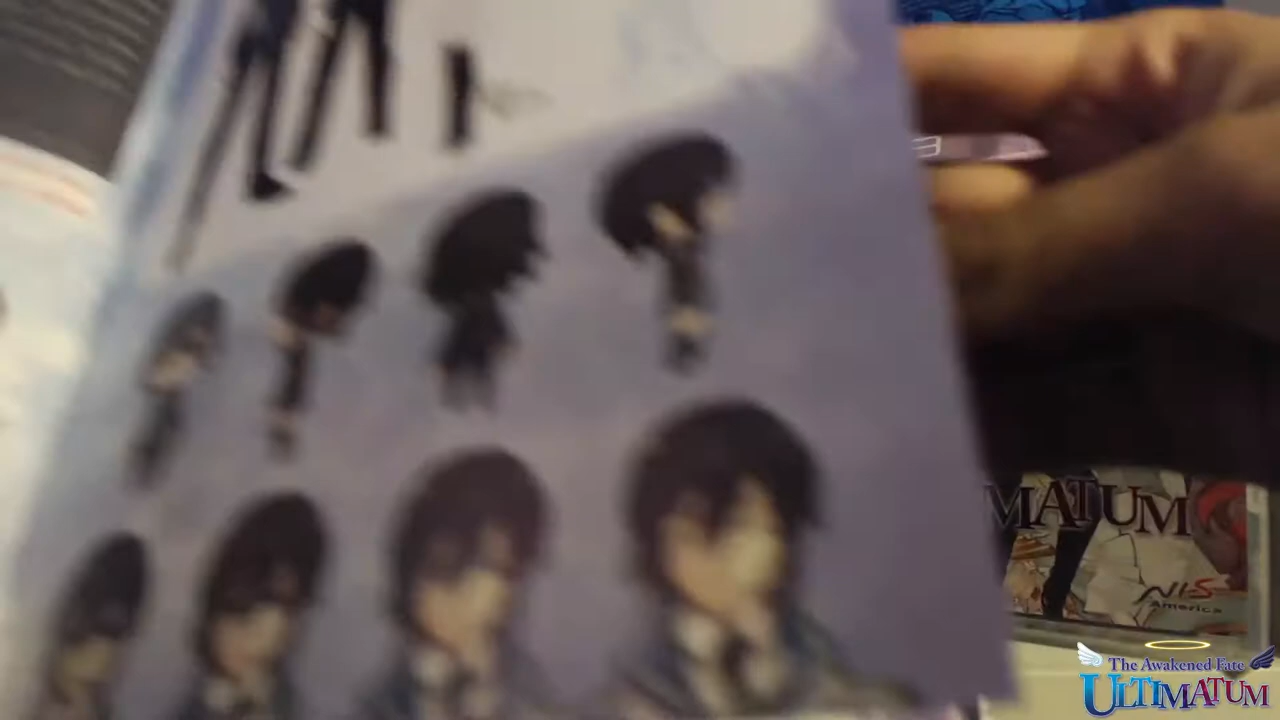 MATUM
NIS
America
The Awakened Fate
ULTIMATUM